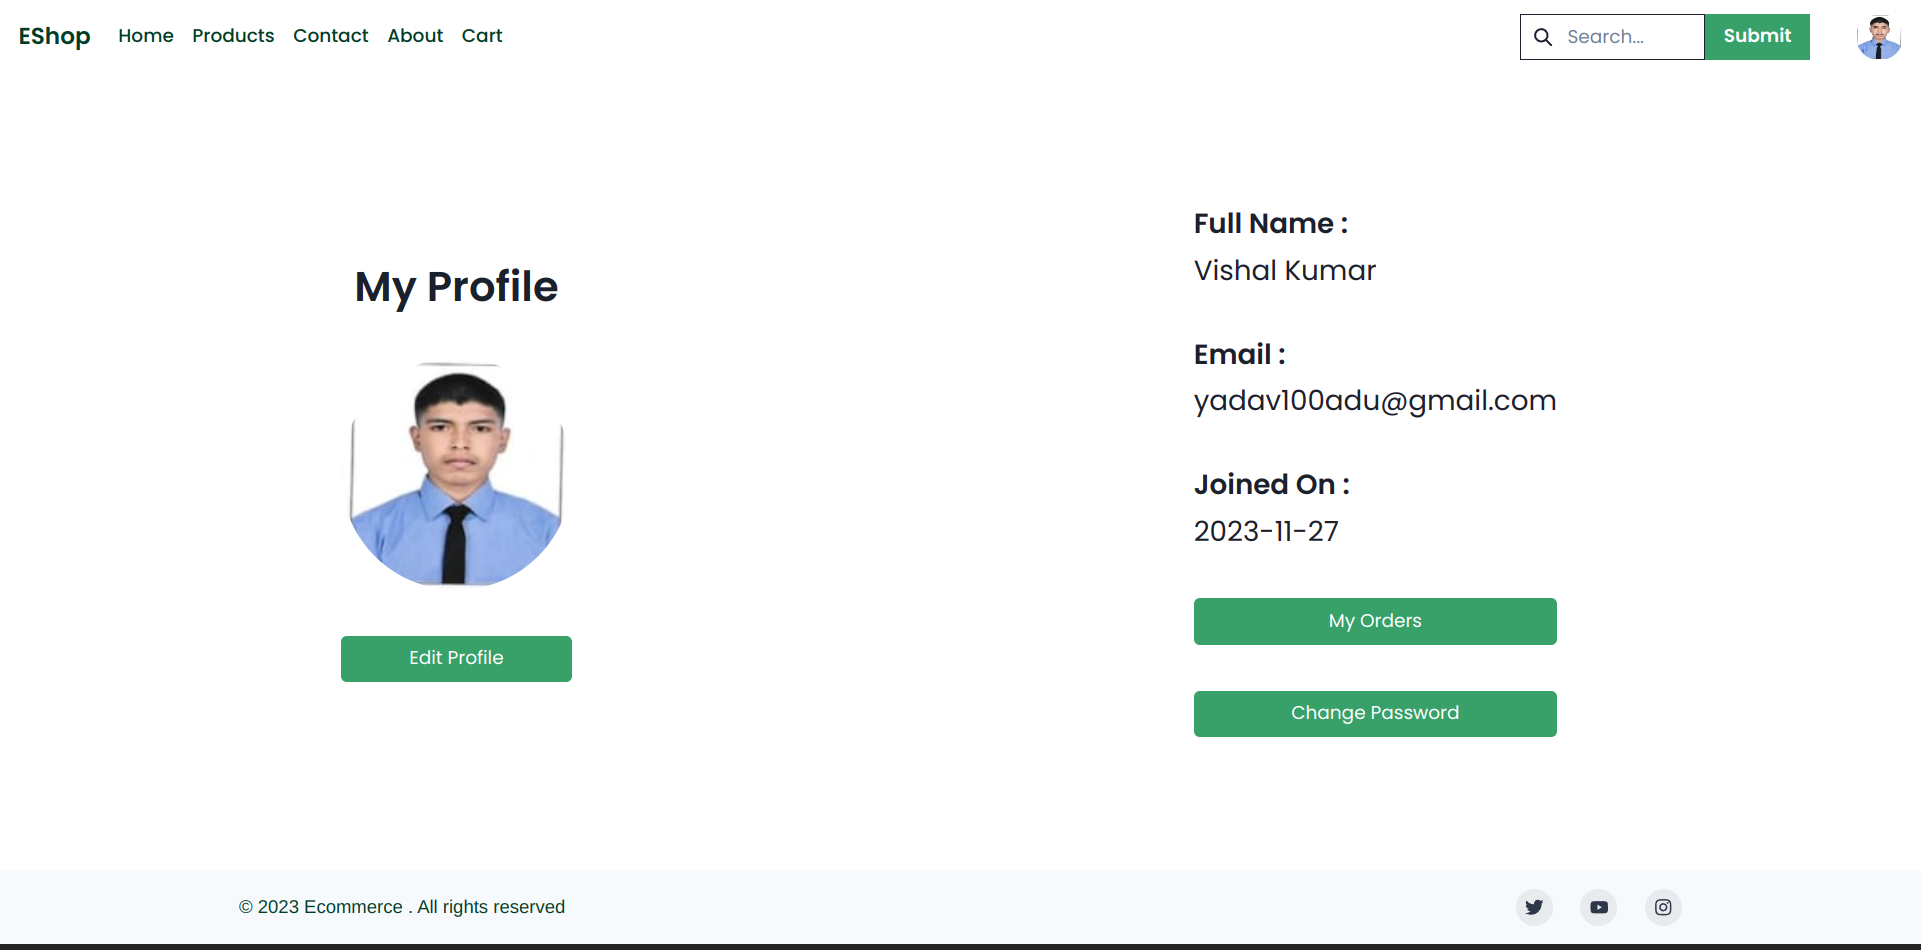 EShop Home Products Contact About Cart Search... Submit
My Profile
Edit Profile
Full Name :
Vishal Kumar
Email :
yadav100adu@gmail.com
Joined On :
2023-11-27
My Orders
Change Password
© 2023 Ecommerce . All rights reserved